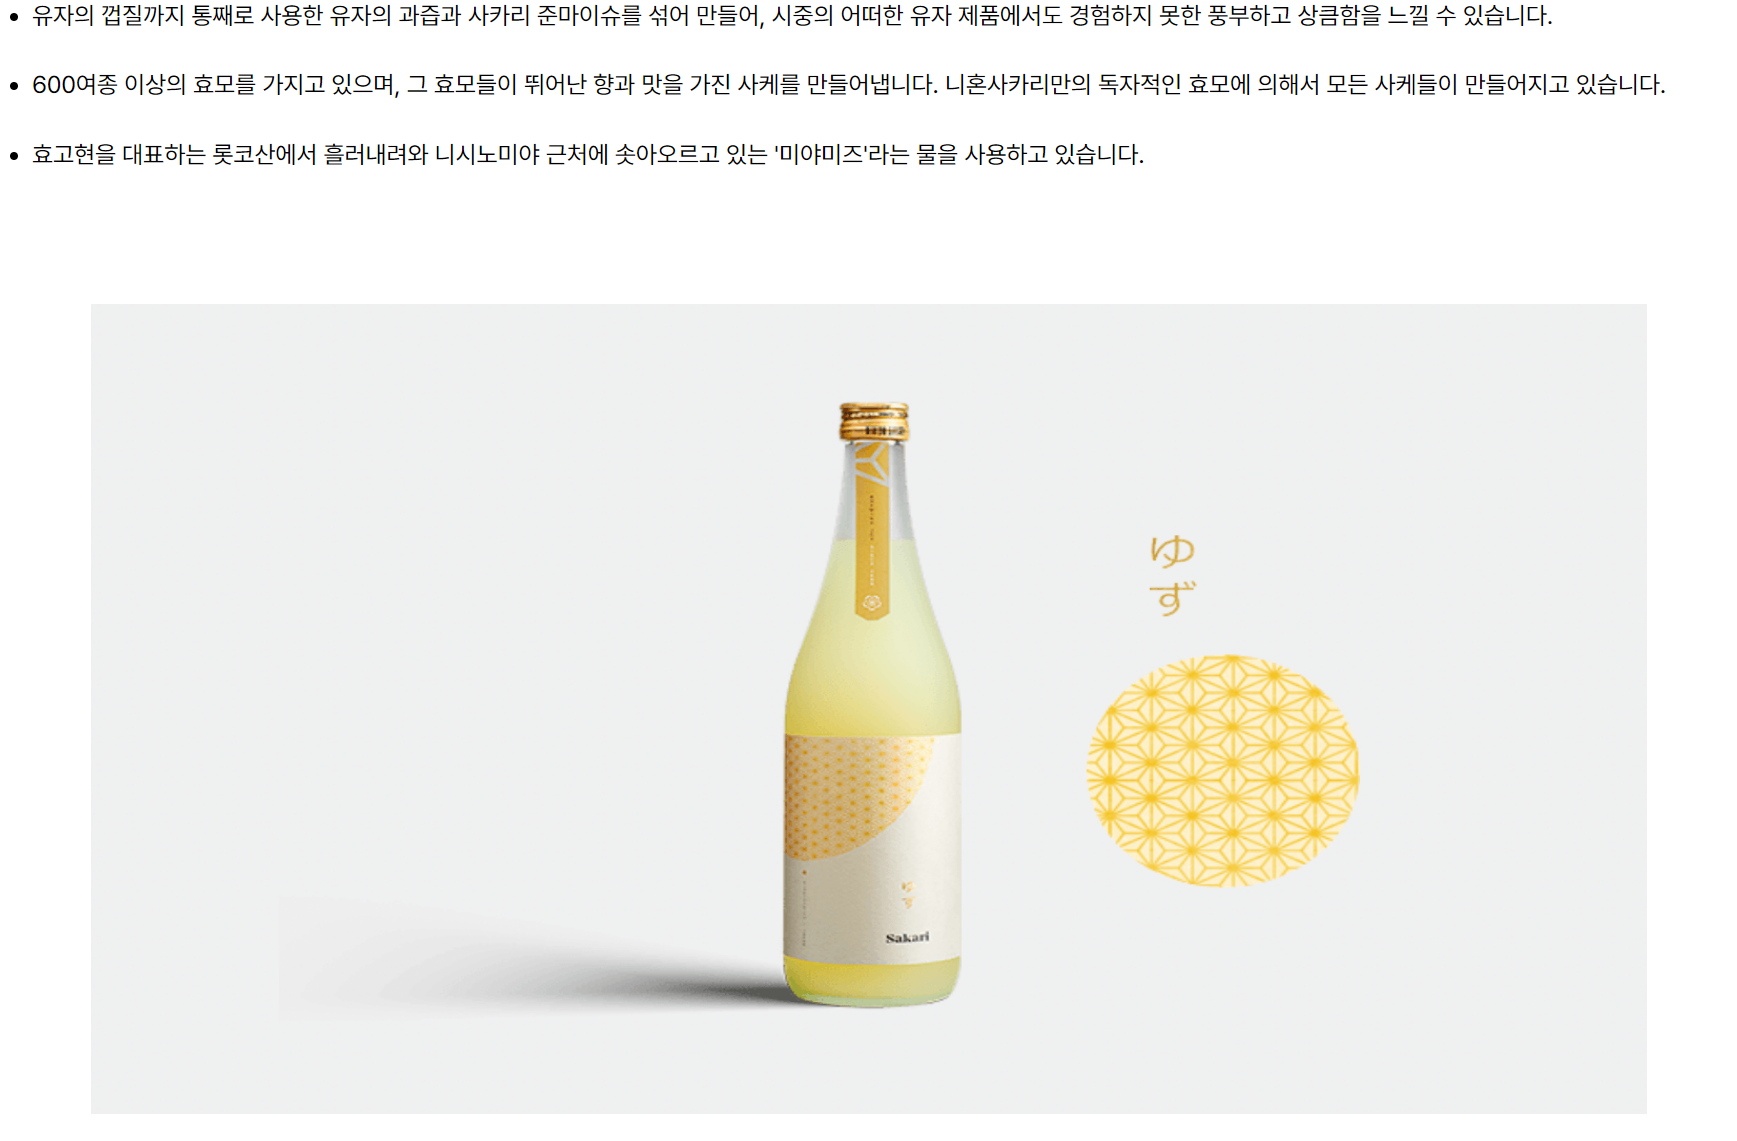 • 유자의 껍질까지 통째로 사용한 유자의 과즙과 사카리 준마이슈를 섞어 만들어, 시중의 어떠한 유자 제품에서도 경험하지 못한 풍부하고 상큼함을 느낄 수 있습니다.
• 600여종 이상의 효모를 가지고 있으며, 그 효모들이 뛰어난 향과 맛을 가진 사케를 만들어냅니다. 니혼사카리만의 독자적인 효모에 의해서 모든 사케들이 만들어지고 있습니다.
• 효고현을 대표하는 롯코산에서 흘러내려와 니시노미야 근처에 솟아오르고 있는 '미야미즈'라는 물을 사용하고 있습니다.
ゆず
ゆず
Sakari